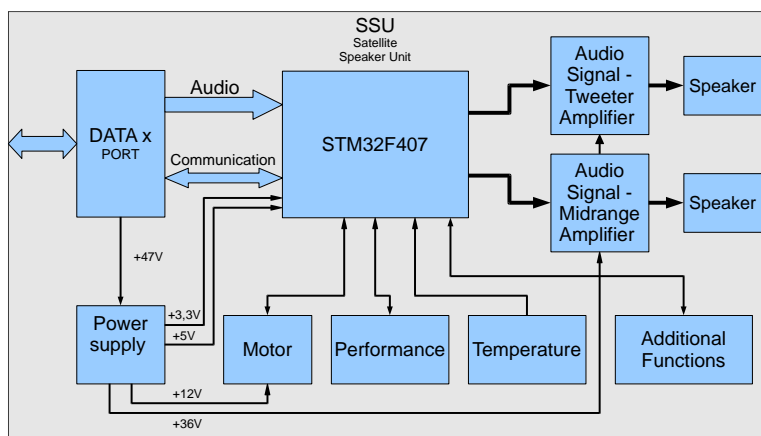 SSU
Satellite
Speaker Unit
DATA x
PORT
Audio
Communication
STM32F407
Audio
Signal -
Tweeter
Amplifier
Speaker
Audio
Signal -
Midrange
Amplifier
Speaker
+47V
Power
supply
+3,3V
+5V
+12V
+36V
Motor
Performance
Temperature
Additional
Functions